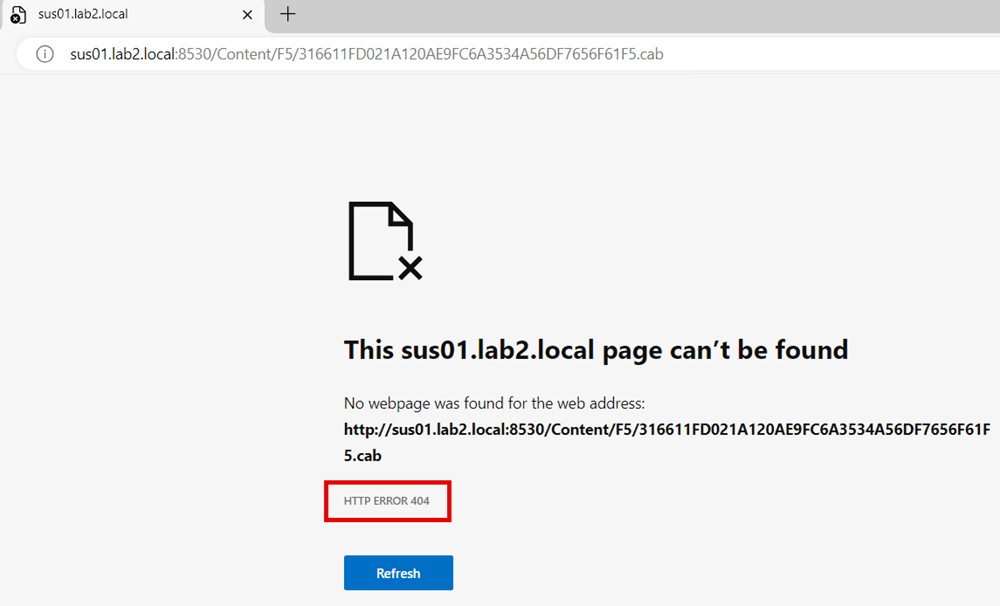 sus01.lab2.local
sus01.lab2.local:8530/Content/F5/316611FD021A120AE9FC6A3534A56DF7656F61F5.cab
This sus01.lab2.local page can’t be found
No webpage was found for the web address:
http://sus01.lab2.local:8530/Content/F5/316611FD021A120AE9FC6A3534A56DF7656F61F
5.cab
HTTP ERROR 404
Refresh